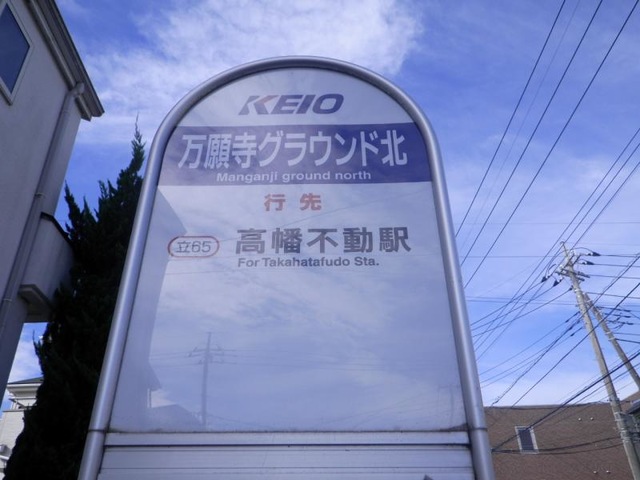 KEIO
万願寺グラウンド北
Manganji ground north
行先
立65 高幡不動駅
For Takahatafudo Sta.